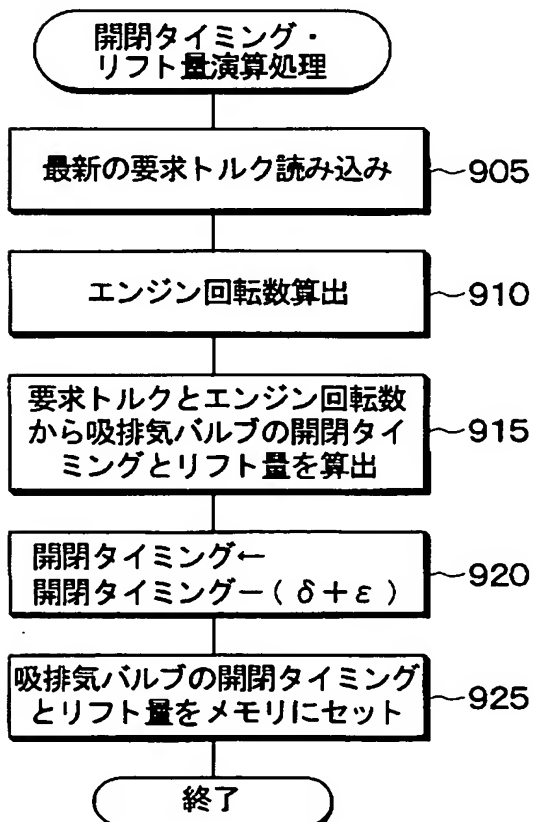 開閉タイミング・
リフト量演算処理
最新の要求トルク読み込み
905
エンジン回転数算出
910
要求トルクとエンジン回転数
から吸排気バルブの開閉タイ
ミングとリフト量を算出
915
開閉タイミング←
開閉タイミング－(δ+ε)
920
吸排気バルブの開閉タイミング
とリフト量をメモリにセット
925
終了